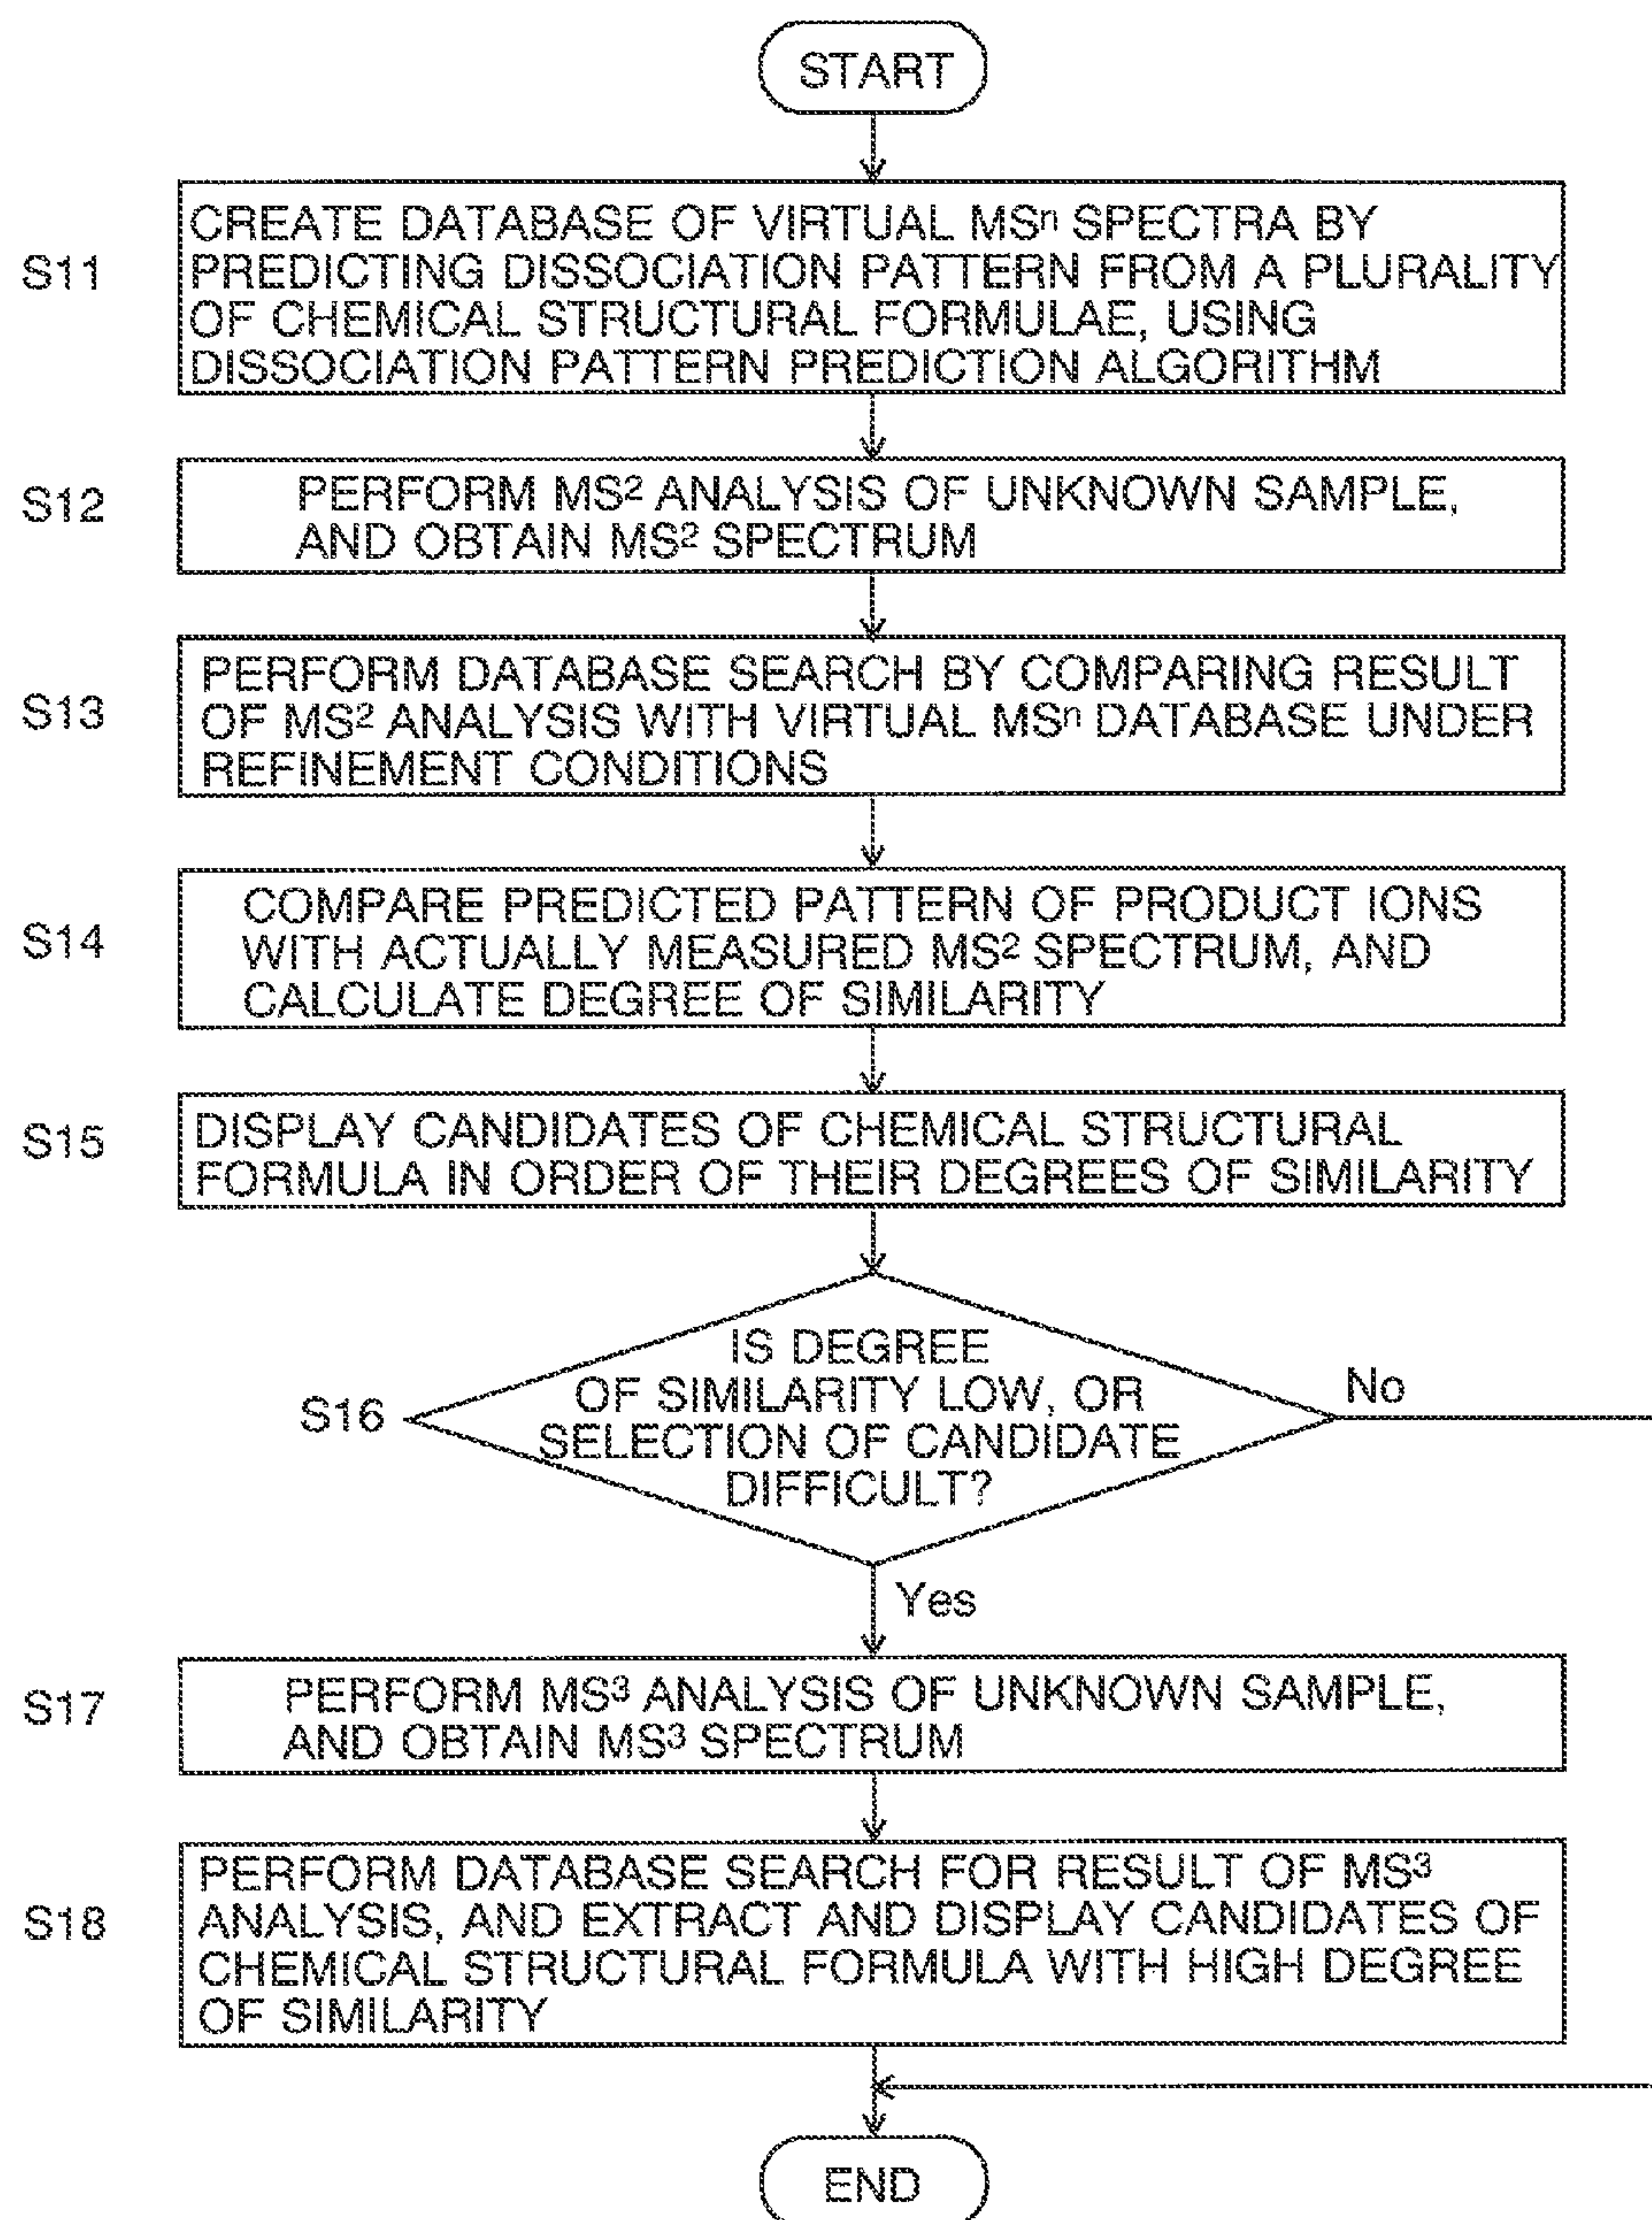 START
S11
CREATE DATABASE OF VIRTUAL MSⁿ SPECTRA BY
PREDICTING DISSOCIATION PATTERN FROM A PLURALITY
OF CHEMICAL STRUCTURAL FORMULAE, USING
DISSOCIATION PATTERN PREDICTION ALGORITHM
S12
PERFORM MS² ANALYSIS OF UNKNOWN SAMPLE,
AND OBTAIN MS² SPECTRUM
S13
PERFORM DATABASE SEARCH BY COMPARING RESULT
OF MS² ANALYSIS WITH VIRTUAL MSⁿ DATABASE UNDER
REFINEMENT CONDITIONS
S14
COMPARE PREDICTED PATTERN OF PRODUCT IONS
WITH ACTUALLY MEASURED MS² SPECTRUM, AND
CALCULATE DEGREE OF SIMILARITY
S15
DISPLAY CANDIDATES OF CHEMICAL STRUCTURAL
FORMULA IN ORDER OF THEIR DEGREES OF SIMILARITY
S16
IS DEGREE
OF SIMILARITY LOW, OR
SELECTION OF CANDIDATE
DIFFICULT?
No
Yes
S17
PERFORM MS³ ANALYSIS OF UNKNOWN SAMPLE,
AND OBTAIN MS³ SPECTRUM
S18
PERFORM DATABASE SEARCH FOR RESULT OF MS³
ANALYSIS, AND EXTRACT AND DISPLAY CANDIDATES OF
CHEMICAL STRUCTURAL FORMULA WITH HIGH DEGREE
OF SIMILARITY
END